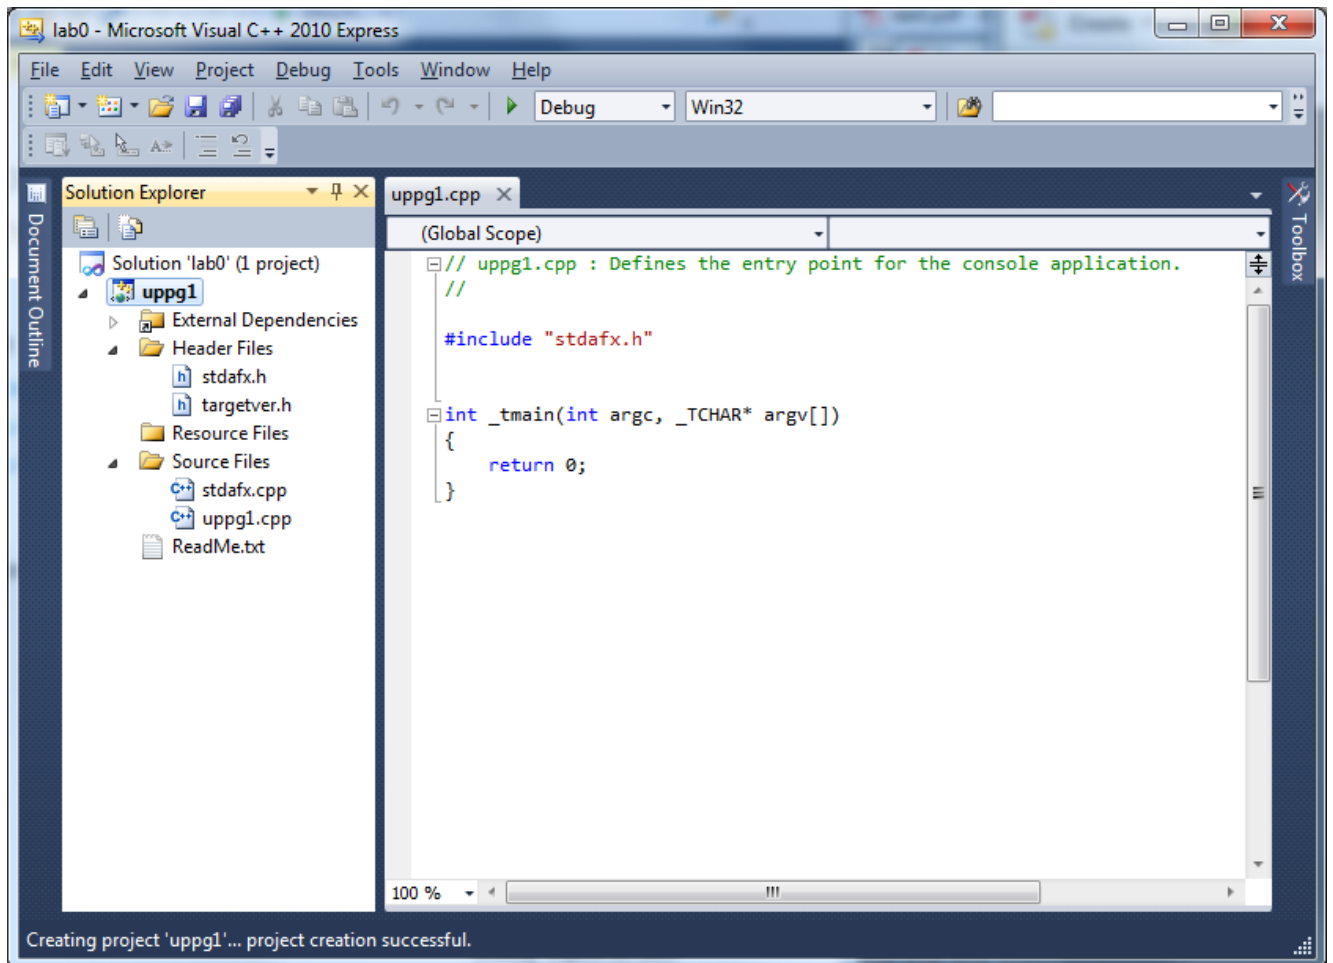 lab0 - Microsoft Visual C++ 2010 Express
File Edit View Project Debug Tools Window Help
Debug Win32
Document Outline
Solution Explorer
Solution 'lab0' (1 project)
uppg1
External Dependencies
Header Files
stdafx.h
targetver.h
Resource Files
Source Files
stdafx.cpp
uppg1.cpp
ReadMe.txt
uppg1.cpp
(Global Scope)
// uppg1.cpp : Defines the entry point for the console application.
//
#include "stdafx.h"
int _tmain(int argc, _TCHAR* argv[])
{
return 0;
}
100 %
Toolbox
Creating project 'uppg1'... project creation successful.